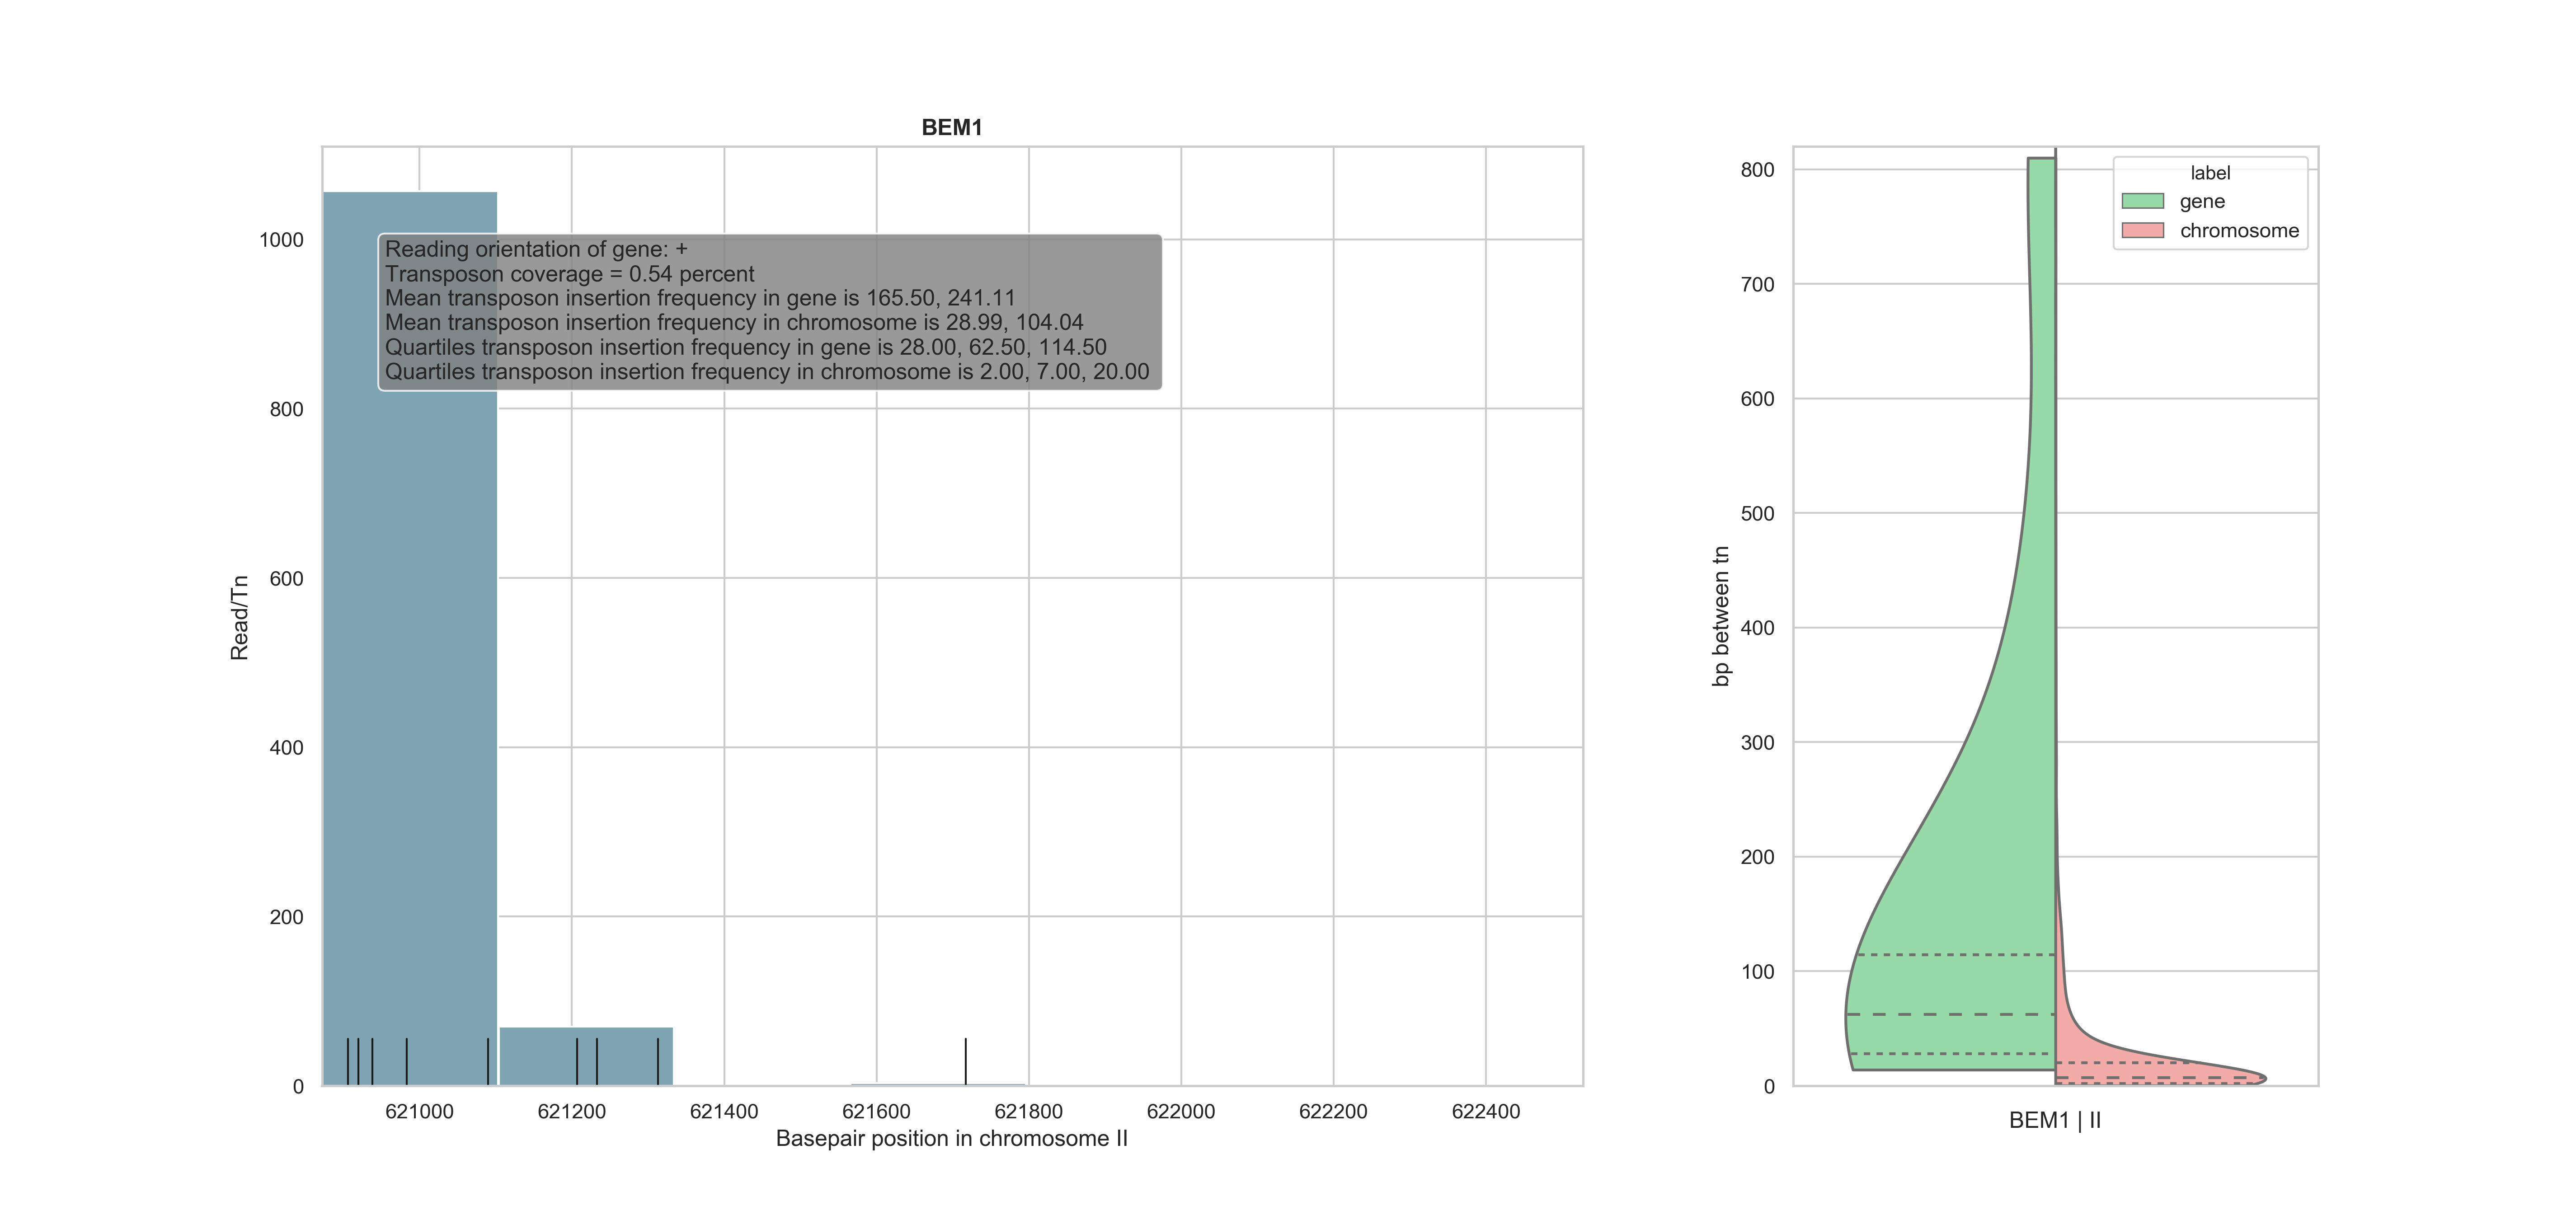 BEM1
1000
800
600
400
200
0
Read/Tn
Reading orientation of gene: +
Transposon coverage = 0.54 percent
Mean transposon insertion frequency in gene is 165.50, 241.11
Mean transposon insertion frequency in chromosome is 28.99, 104.04
Quartiles transposon insertion frequency in gene is 28.00, 62.50, 114.50
Quartiles transposon insertion frequency in chromosome is 2.00, 7.00, 20.00
621000 621200 621400 621600 621800 622000 622200 622400
Basepair position in chromosome II
800
700
600
500
400
300
200
100
0
bp between tn
label
gene
chromosome
BEM1 | II